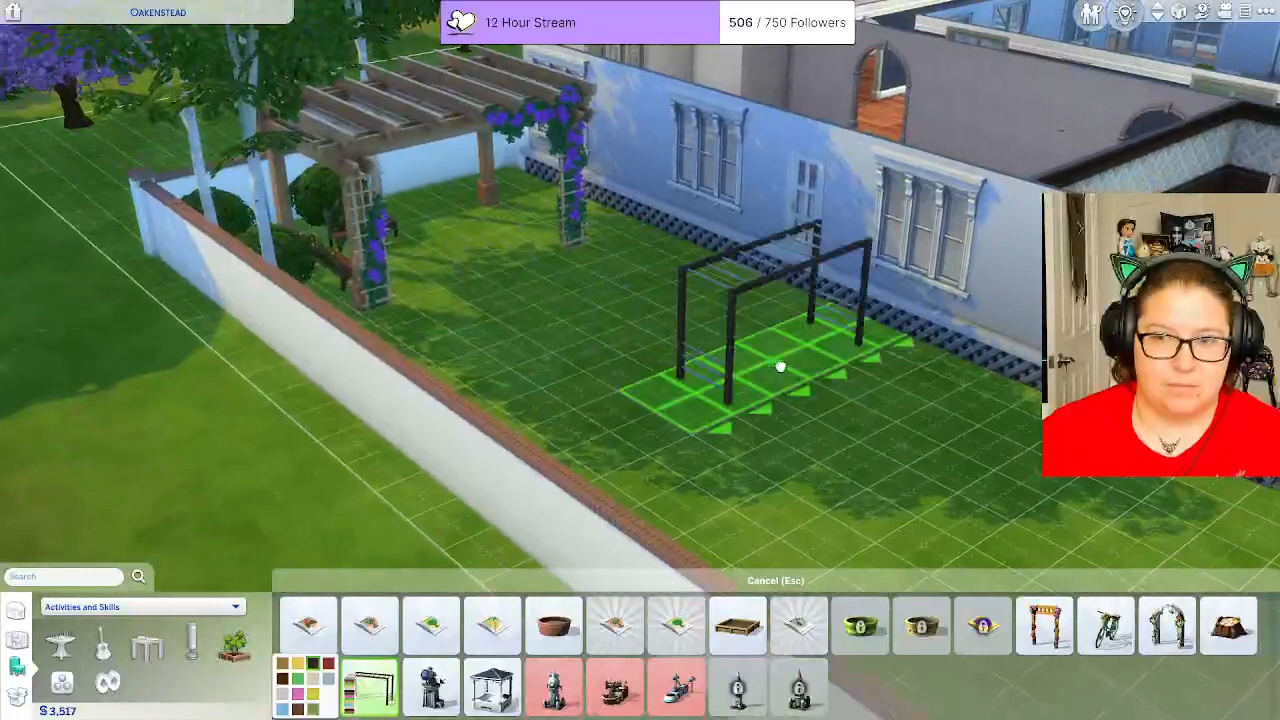 Oakenstead
12 Hour Stream
506 / 750 Followers
Cancel (Esc)
Search
Activities and Skills
§3,517